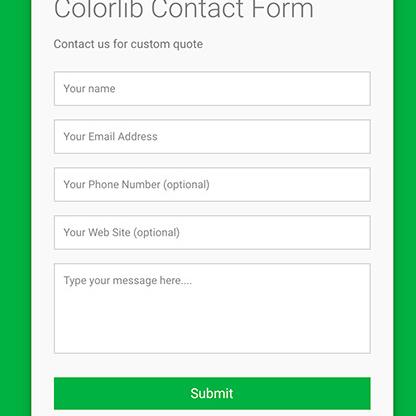 Colorlib Contact Form
Contact us for custom quote
Your name
Your Email Address
Your Phone Number (optional)
Your Web Site (optional)
Type your message here....
Submit